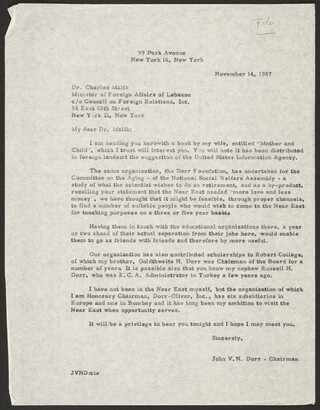 File
99 Park Avenue
New York 16, New York
November 14, 1957
Dr. Charles Malik
Minister of Foreign Affairs of Lebanon
c/o Council on Foreign Relations, Inc.
58 East 68th Street
New York 21, New York
My dear Dr. Malik:
I am sending you herewith a book by my wife, entitled "Mother and
Child", which I trust will interest you. You will note it has been distributed
in foreign lands at the suggestion of the United States Information Agency.
The same organization, the Dorr Foundation, has undertaken for the
Committee on the Aging - of the National Social Welfare Assembly - a
study of what the scientist wishes to do on retirement, and as a by-product,
recalling your statement that the Near East needed "more love and less
money", we have thought that it might be feasible, through proper channels,
to find a number of suitable people who would wish to come to the Near East
for teaching purposes on a three or five year basis.
Having them in touch with the educational organizations there, a year
or two ahead of their actual separation from their jobs here, would enable
them to go as friends with friends and therefore by more useful.
Our organization has also contributed scholarships to Robert College,
of which my brother, Goldthwaite H. Dorr was Chairman of the Board for a
number of years. It is possible also that you know my nephew Russell H.
Dorr, who was E.C.A. Administrator in Turkey a few years ago.
I have not been in the Near East myself, but the organization of which
I am Honorary Chairman, Dorr-Oliver, Inc., has six subsidiaries in
Europe and one in Bombay and it has long been my ambition to visit the
Near East when opportunity serves.
It will be a privilege to hear you tonight and I hope I may meet you.
Sincerely,
John V.N. Dorr - Chairman